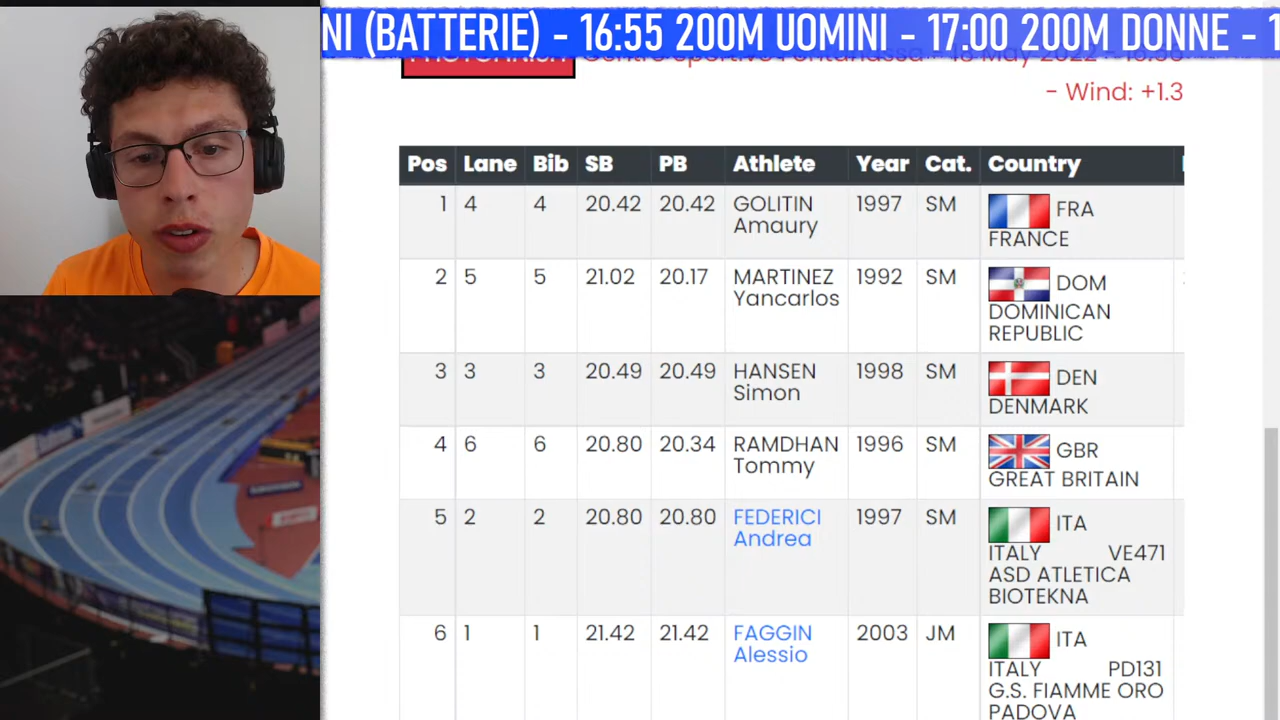 NI (BATTERIE) - 16:55 200M UOMINI - 17:00 200M DONNE - 1
- Wind: +1.3
Pos Lane Bib SB PB Athlete Year Cat. Country
1 4 4 20.42 20.42 GOLITIN Amaury 1997 SM FRA FRANCE
2 5 5 21.02 20.17 MARTINEZ Yancarlos 1992 SM DOM DOMINICAN REPUBLIC
3 3 3 20.49 20.49 HANSEN Simon 1998 SM DEN DENMARK
4 6 6 20.80 20.34 RAMDHAN Tommy 1996 SM GBR GREAT BRITAIN
5 2 2 20.80 20.80 FEDERICI Andrea 1997 SM ITA ITALY VE471 ASD ATLETICA BIOTEKNA
6 1 1 21.42 21.42 FAGGIN Alessio 2003 JM ITA ITALY PD131 G.S. FIAMME ORO PADOVA